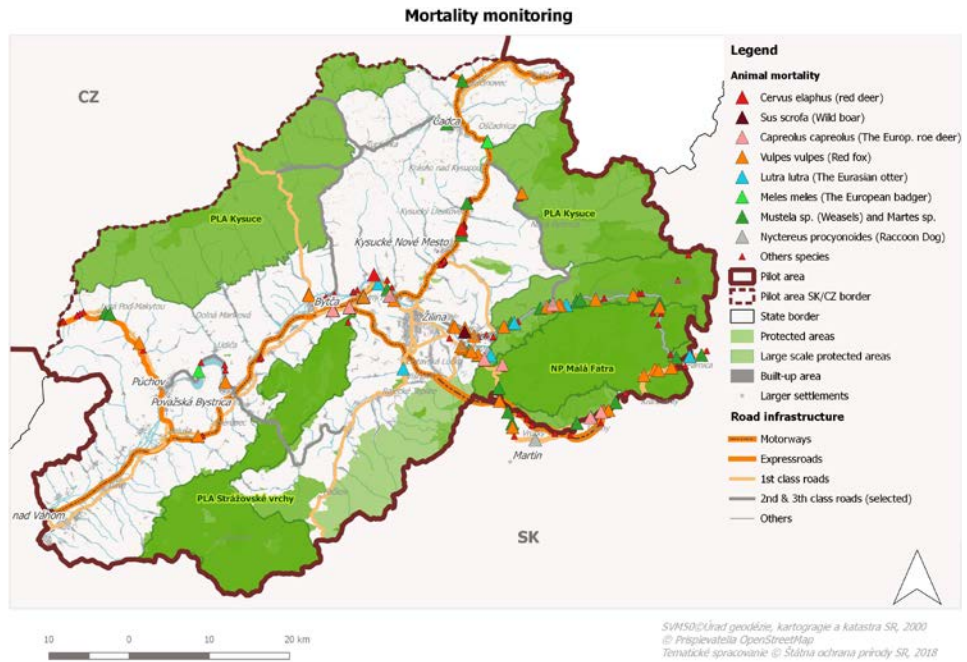 Mortality monitoring
CZ
SK
PLA Kysuce
PLA Kysuce
NP Malá Fatra
PLA Strážovské vrchy
Čadca
Oščadnica
Kysucké Nové Mesto
Bytča
Žilina
Dolná Mariková
Púchov
Považská Bystrica
nad Váhom
Martin
Legend
Animal mortality
Cervus elaphus (red deer)
Sus scrofa (Wild boar)
Capreolus capreolus (The Europ. roe deer)
Vulpes vulpes (Red fox)
Lutra lutra (The Eurasian otter)
Meles meles (The European badger)
Mustela sp. (Weasels) and Martes sp.
Nyctereus procyonoides (Raccoon Dog)
Others species
Pilot area
Pilot area SK/CZ border
State border
Protected areas
Large scale protected areas
Built-up area
Larger settlements
Road infrastructure
Motorways
Expressroads
1st class roads
2nd & 3th class roads (selected)
Others
10 0 10 20 km
SVM50©Úrad geodézie, kartogragie a katastra SR, 2000
© Prispievatelia OpenStreetMap
Tematické spracovanie © Štátna ochrana prírody SR, 2018